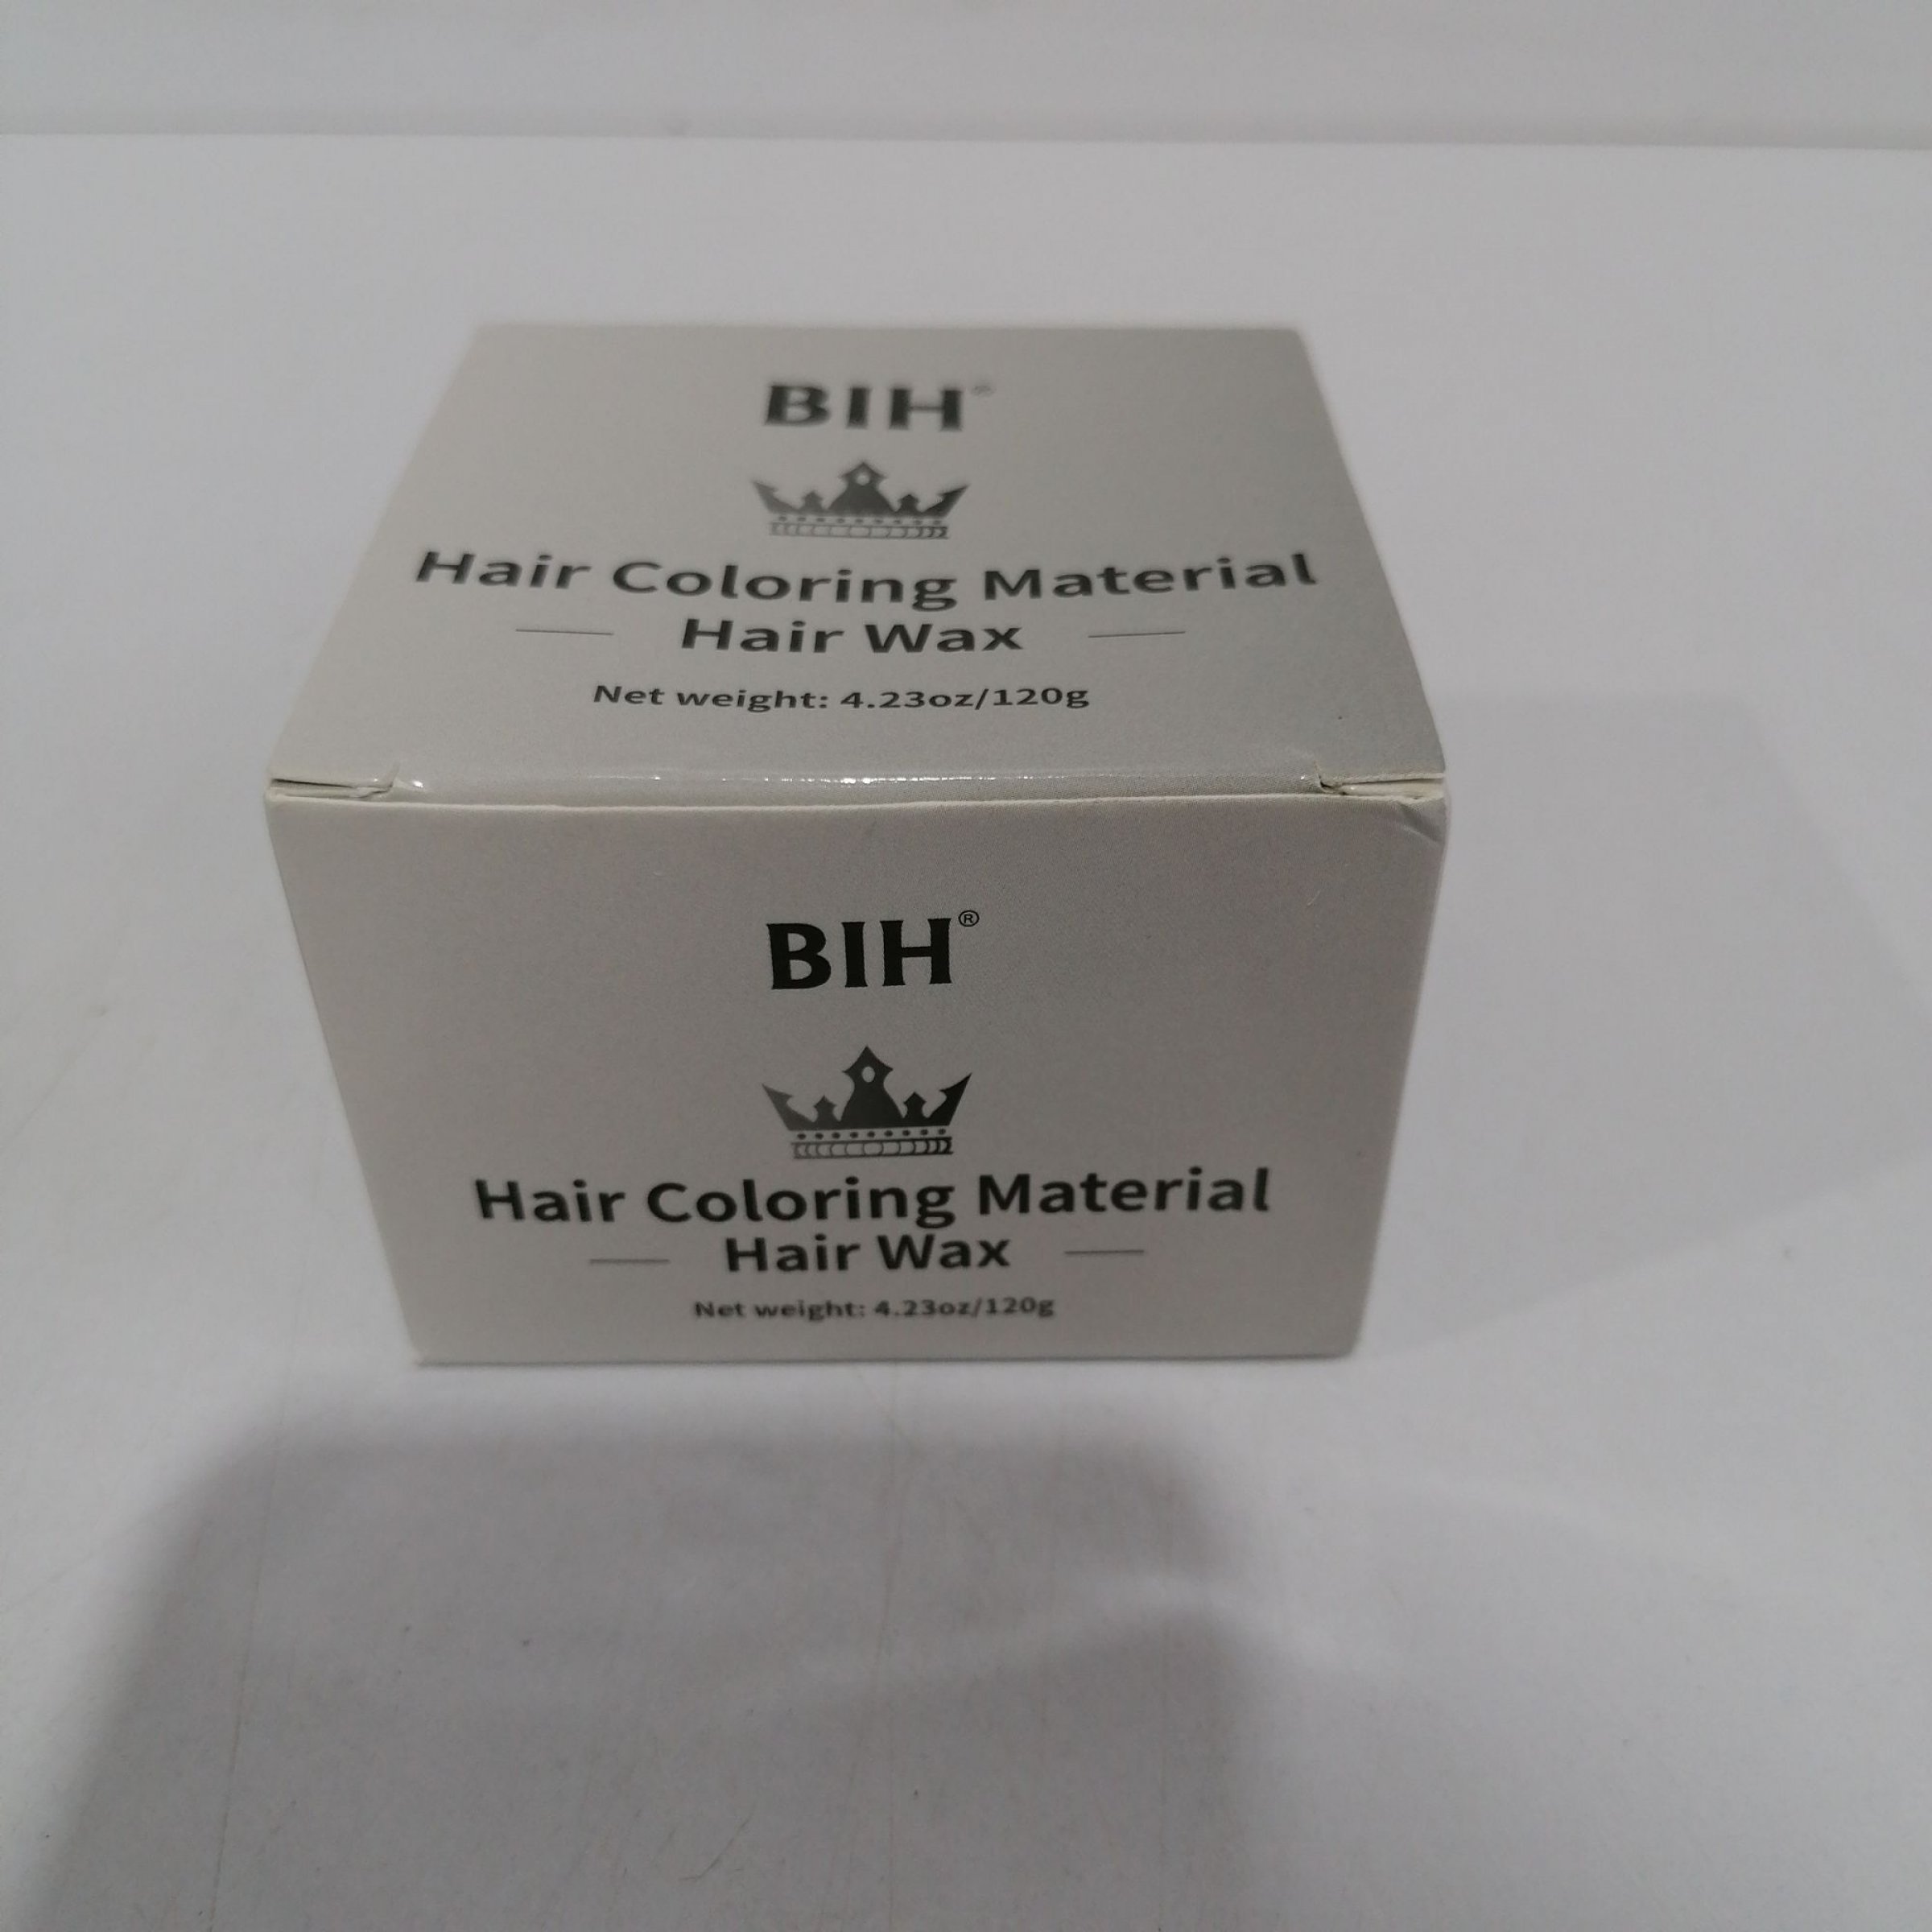 BIH®
Hair Coloring Material
Hair Wax
Net weight: 4.23oz/120g
BIH®
Hair Coloring Material
Hair Wax
Net weight: 4.23oz/120g